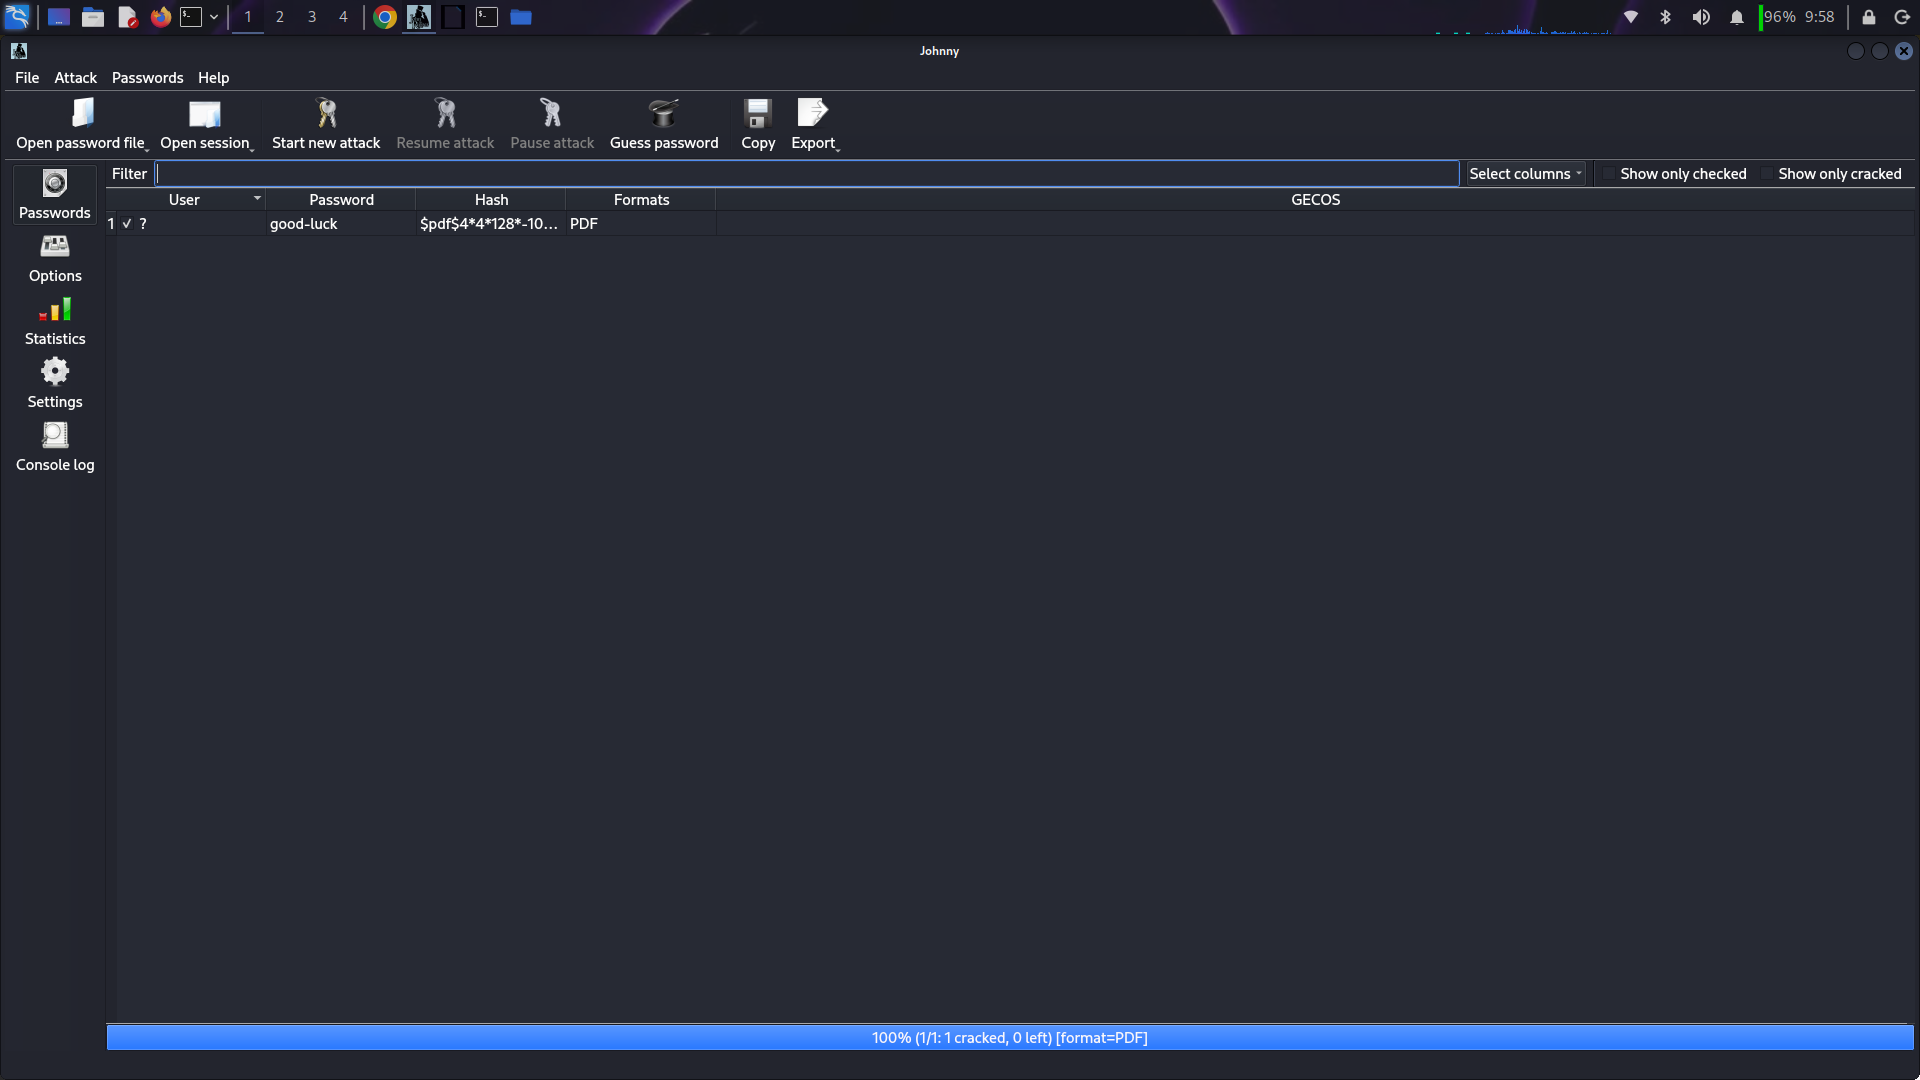 1 2 3 4 96% 9:58
Johnny
File Attack Passwords Help
Open password file Open session Start new attack Resume attack Pause attack Guess password Copy Export
Filter Select columns Show only checked Show only cracked
Passwords
Options
Statistics
Settings
Console log
User Password Hash Formats GECOS
1 ? good-luck $pdf$4*4*128*-10... PDF
100% (1/1: 1 cracked, 0 left) [format=PDF]